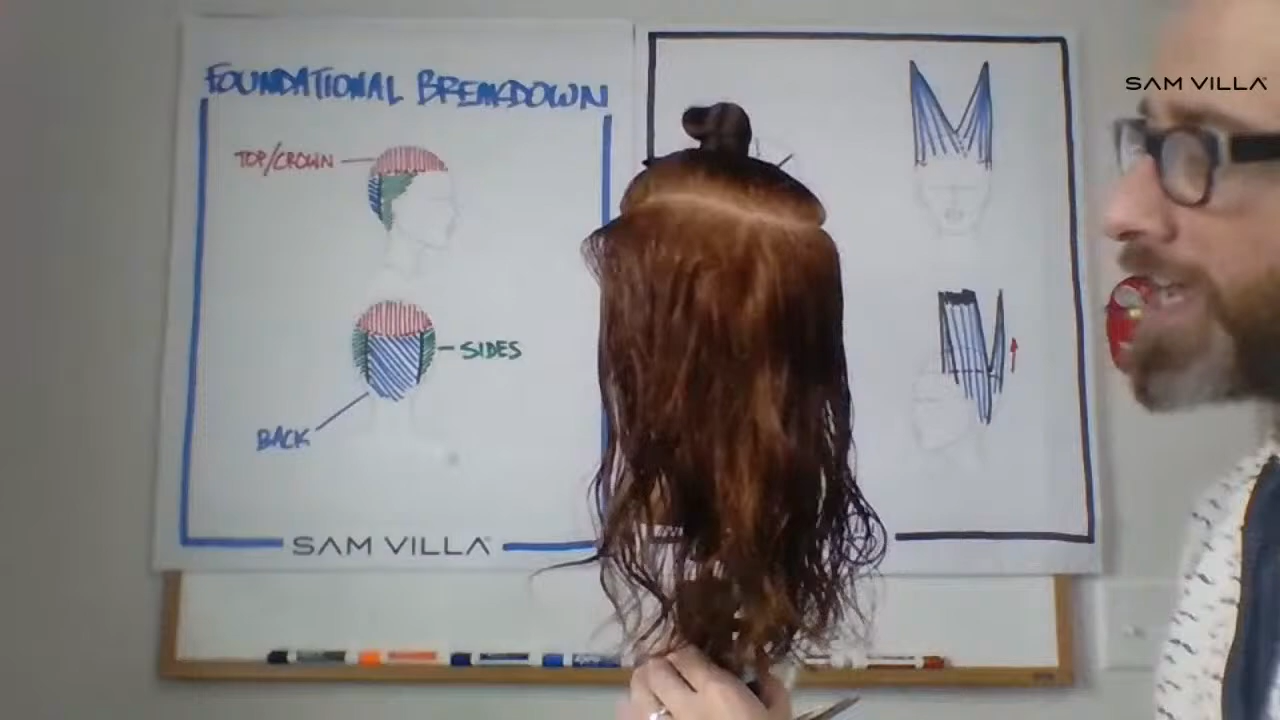 FOUNDATIONAL BREAKDOWN
TOP/CROWN
SIDES
BACK
SAM VILLA
SAM VILLA